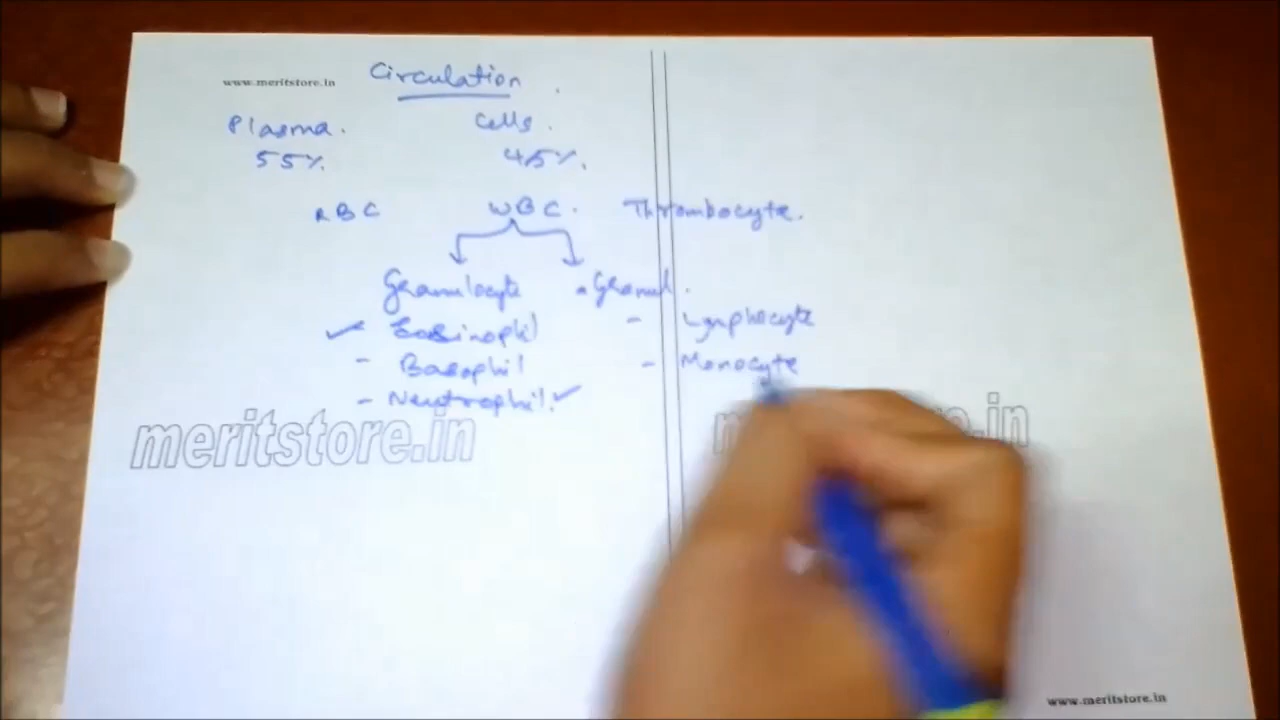 www.meritstore.in Circulation
Plasma. Cells.
55% 45%.
RBC WBC. Thrombocyte.
Granulocyte aGranul.
✓ Eosinophil - Lymphocyte
- Basophil - Monocyte
- Neutrophil. ✓
meritstore.in
www.meritstore.in